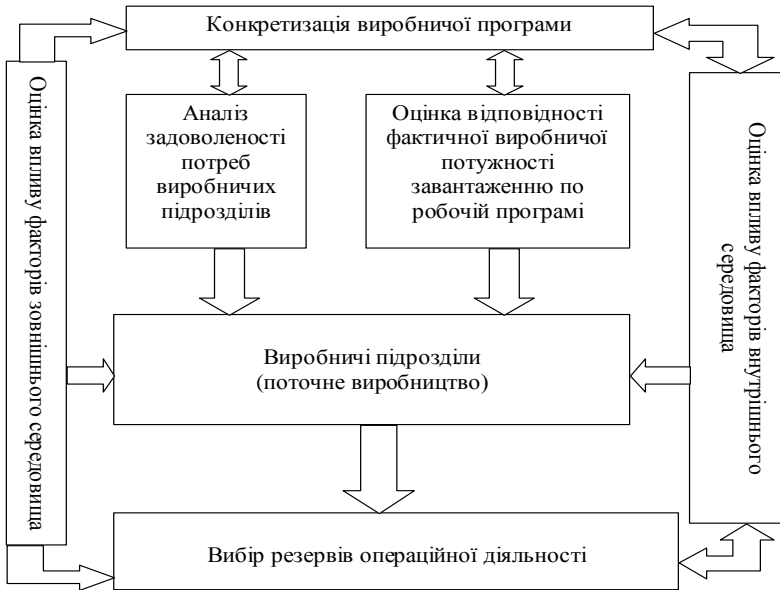 Конкретизація виробничої програми
Оцінка впливу факторів зовнішнього середовища
Аналіз
задоволеності
потреб
виробничих
підрозділів
Оцінка відповідності
фактичної виробничої
потужності
завантаженню по
робочій програмі
Оцінка впливу факторів внутрішнього
середовища
Виробничі підрозділи
(поточне виробництво)
Вибір резервів операційної діяльності